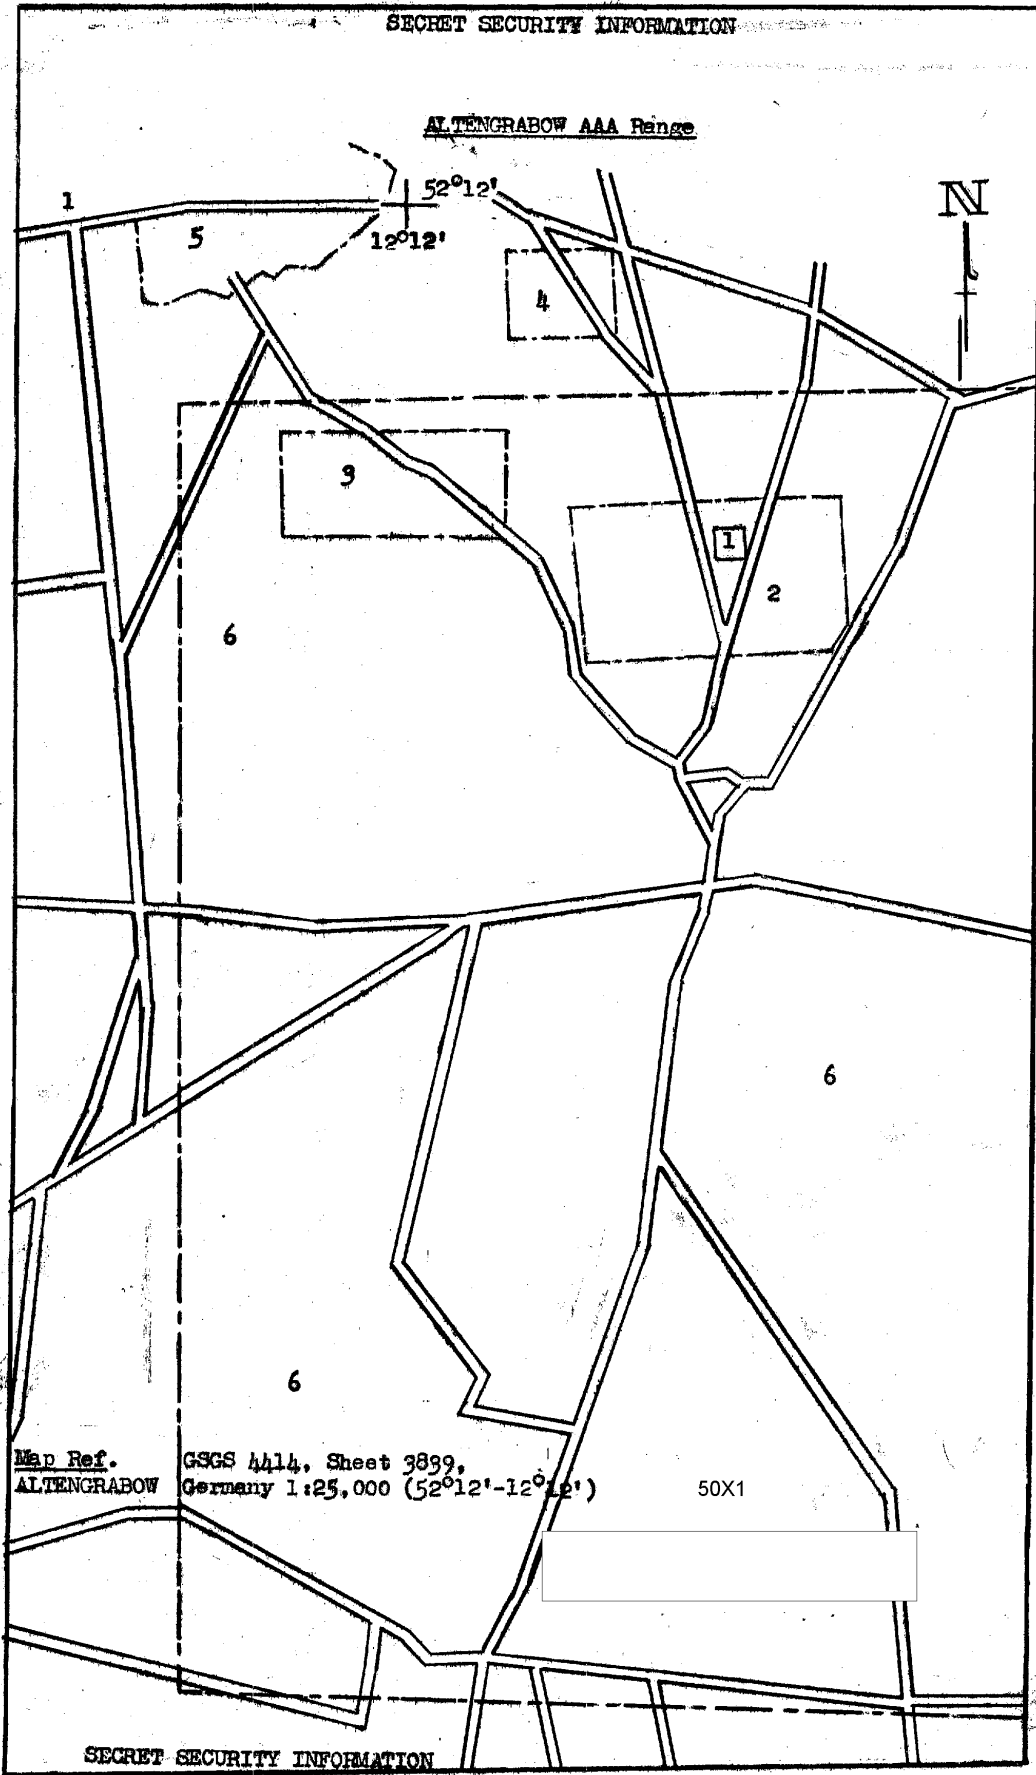 SECRET SECURITY INFORMATION
ALTENGRABOW AAA Range
52°12'
1
N
5
12°12'
4
3
1
2
6
6
6
Map Ref. GSGS 4414, Sheet 3839,
ALTENGRABOW Germany 1:25,000 (52°12'-12°12')
50X1
SECRET SECURITY INFORMATION